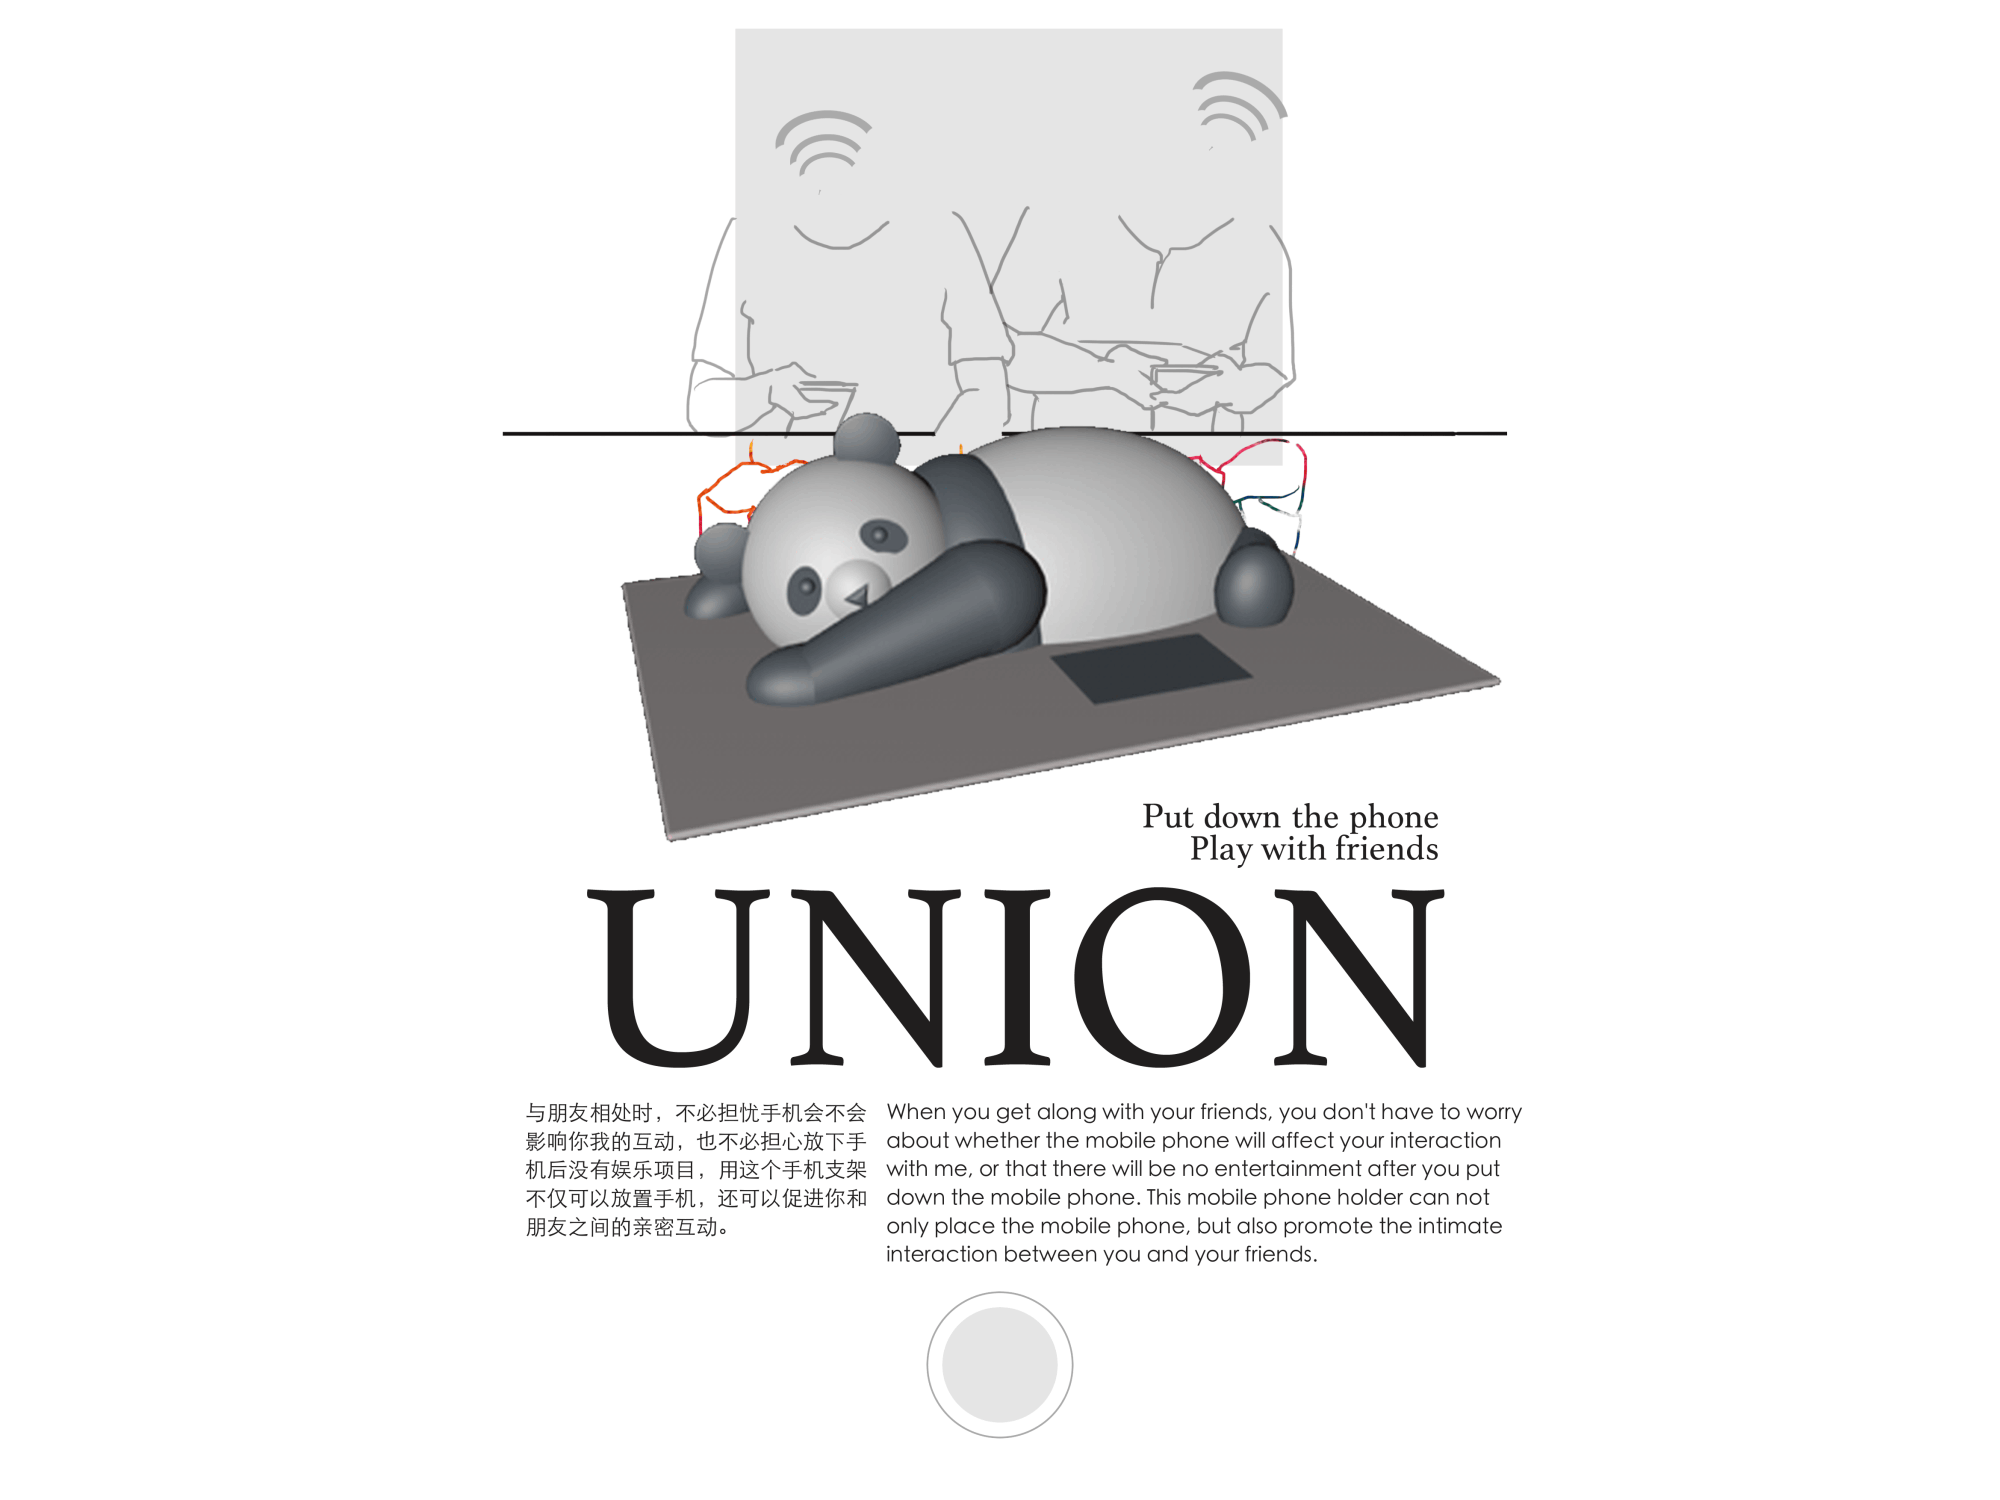 Put down the phone
Play with friends
UNION
与朋友相处时，不必担忧手机会不会
影响你我的互动，也不必担心放下手
机后没有娱乐项目，用这个手机支架
不仅可以放置手机，还可以促进你和
朋友之间的亲密互动。
When you get along with your friends, you don't have to worry
about whether the mobile phone will affect your interaction
with me, or that there will be no entertainment after you put
down the mobile phone. This mobile phone holder can not
only place the mobile phone, but also promote the intimate
interaction between you and your friends.